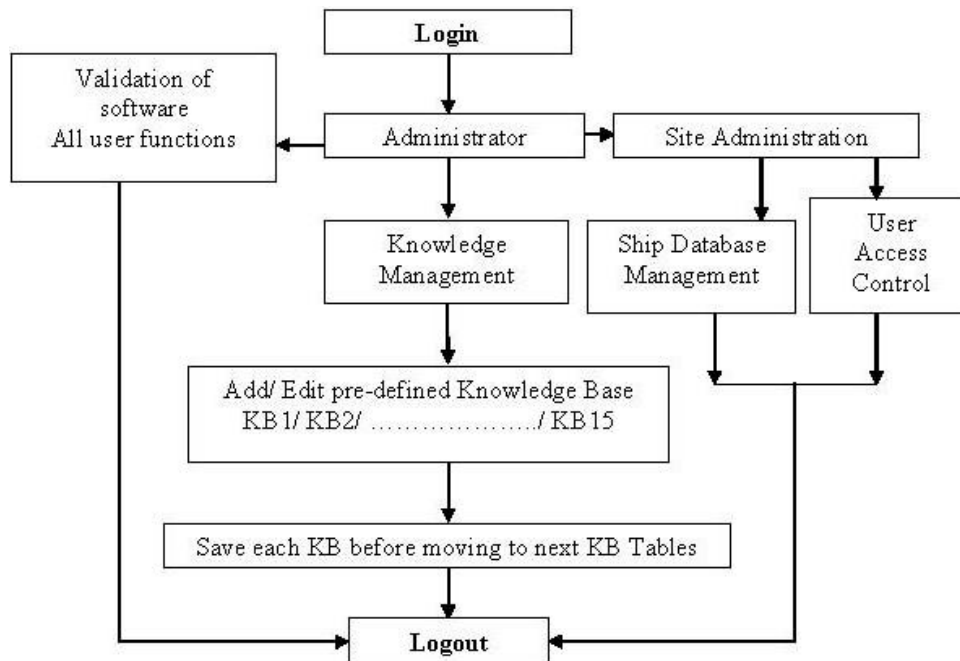 Login
Validation of
software
All user functions
Administrator
Site Administration
Knowledge
Management
Ship Database
Management
User
Access
Control
Add/ Edit pre-defined Knowledge Base
KB1/ KB2/ ………………../ KB15
Save each KB before moving to next KB Tables
Logout